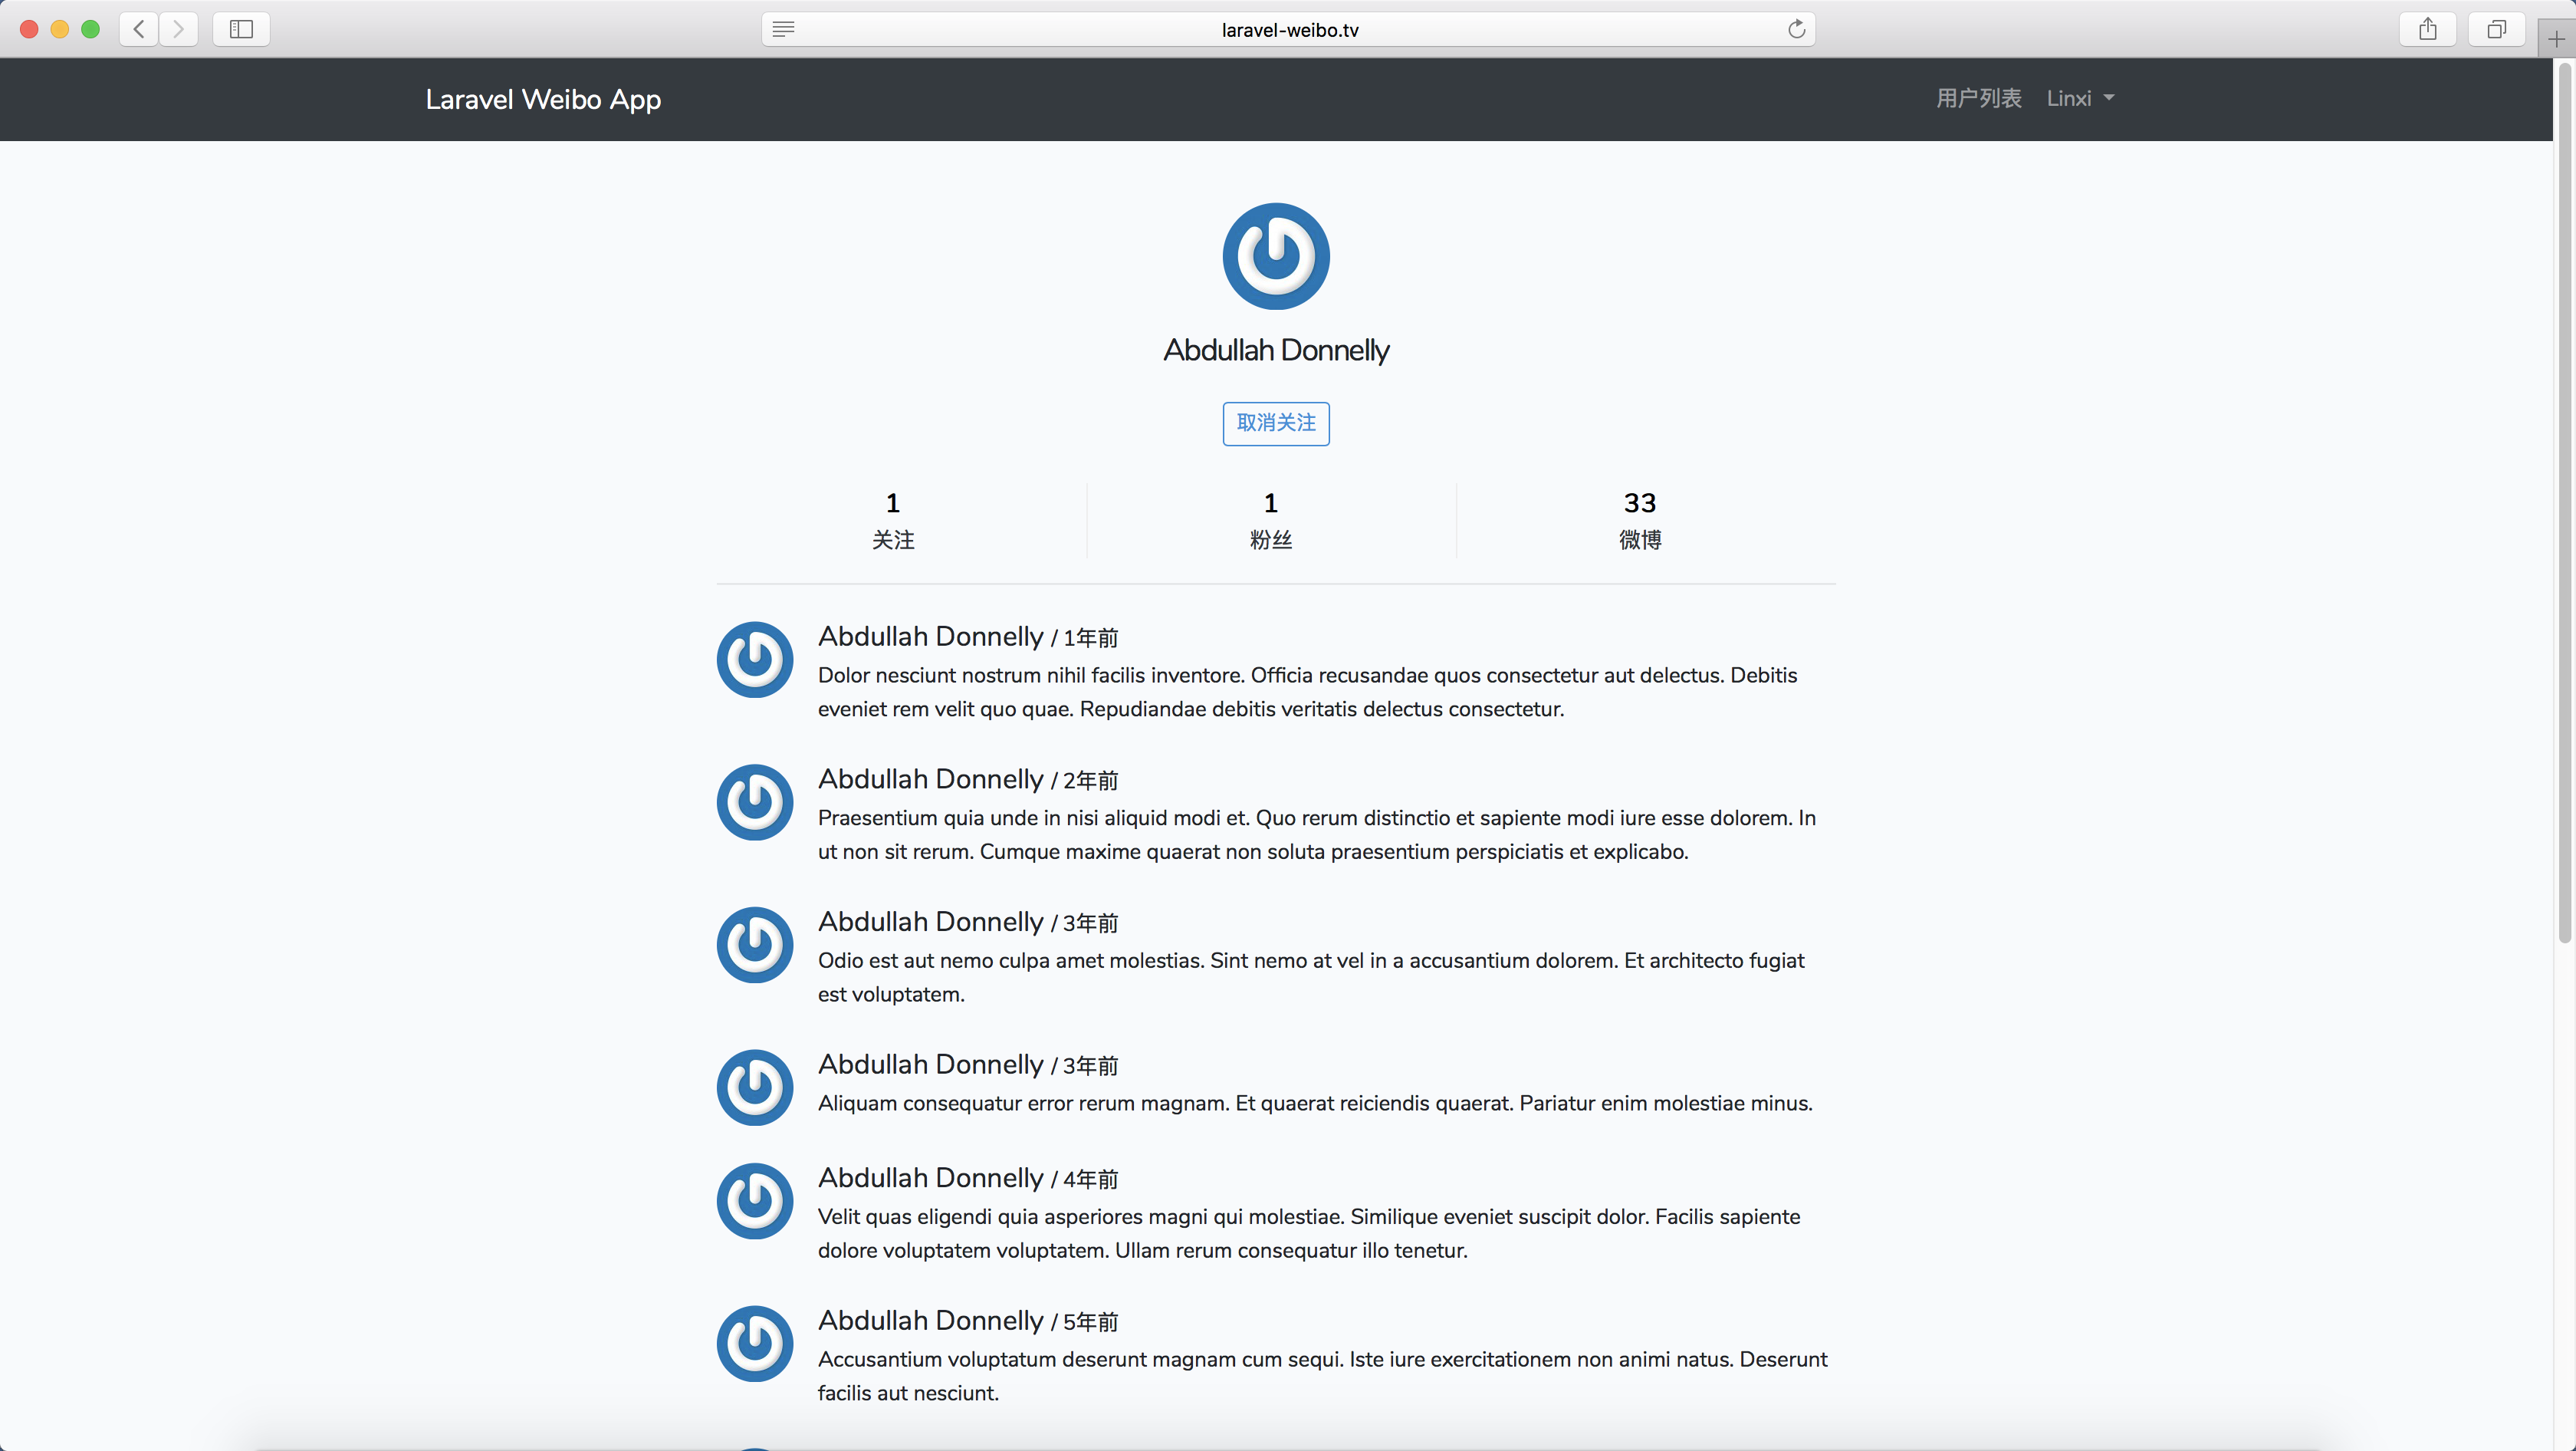 laravel-weibo.tv
Laravel Weibo App
用户列表 Linxi
Abdullah Donnelly
取消关注
1 1 33
关注 粉丝 微博
Abdullah Donnelly / 1年前
Dolor nesciunt nostrum nihil facilis inventore. Officia recusandae quos consectetur aut delectus. Debitis
eveniet rem velit quo quae. Repudiandae debitis veritatis delectus consectetur.
Abdullah Donnelly / 2年前
Praesentium quia unde in nisi aliquid modi et. Quo rerum distinctio et sapiente modi iure esse dolorem. In
ut non sit rerum. Cumque maxime quaerat non soluta praesentium perspiciatis et explicabo.
Abdullah Donnelly / 3年前
Odio est aut nemo culpa amet molestias. Sint nemo at vel in a accusantium dolorem. Et architecto fugiat
est voluptatem.
Abdullah Donnelly / 3年前
Aliquam consequatur error rerum magnam. Et quaerat reiciendis quaerat. Pariatur enim molestiae minus.
Abdullah Donnelly / 4年前
Velit quas eligendi quia asperiores magni qui molestiae. Similique eveniet suscipit dolor. Facilis sapiente
dolore voluptatem voluptatem. Ullam rerum consequatur illo tenetur.
Abdullah Donnelly / 5年前
Accusantium voluptatum deserunt magnam cum sequi. Iste iure exercitationem non animi natus. Deserunt
facilis aut nesciunt.